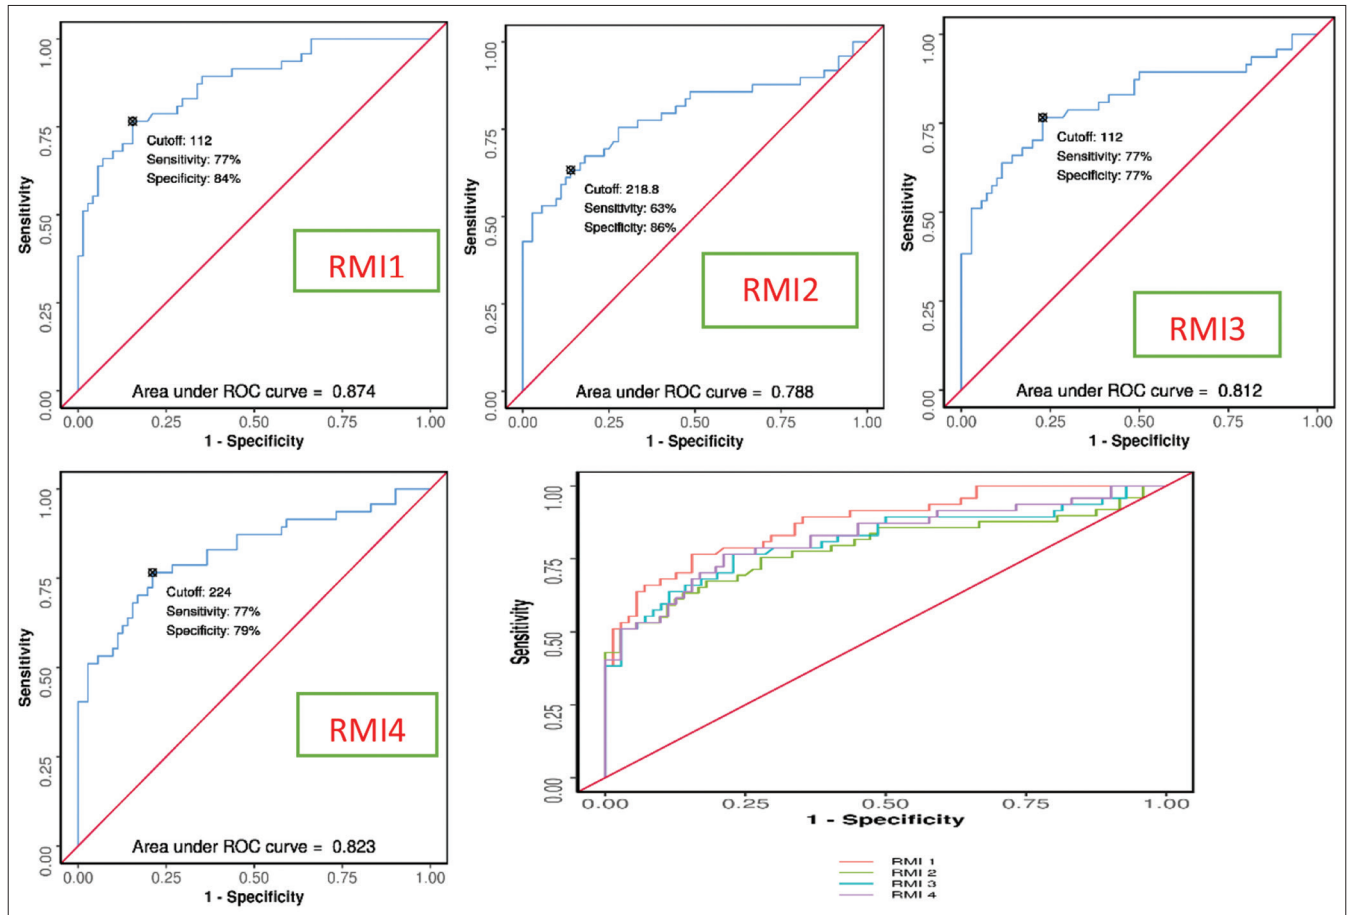 1.00
0.75
0.50
0.25
0.00
Sensitivity
Cutoff: 112
Sensitivity: 77%
Specificity: 84%
RMI1
Area under ROC curve = 0.874
0.00 0.25 0.50 0.75 1.00
1 - Specificity
1.00
0.75
0.50
0.25
0.00
Sensitivity
Cutoff: 218.8
Sensitivity: 63%
Specificity: 86%
RMI2
Area under ROC curve = 0.788
0.00 0.25 0.50 0.75 1.00
1 - Specificity
1.00
0.75
0.50
0.25
0.00
Sensitivity
Cutoff: 112
Sensitivity: 77%
Specificity: 77%
RMI3
Area under ROC curve = 0.812
0.00 0.25 0.50 0.75 1.00
1 - Specificity
1.00
0.75
0.50
0.25
0.00
Sensitivity
Cutoff: 224
Sensitivity: 77%
Specificity: 79%
RMI4
Area under ROC curve = 0.823
0.00 0.25 0.50 0.75 1.00
1 - Specificity
1.00
0.75
0.50
0.25
0.00
Sensitivity
0.00 0.25 0.50 0.75 1.00
1 - Specificity
RMI 1
RMI 2
RMI 3
RMI 4